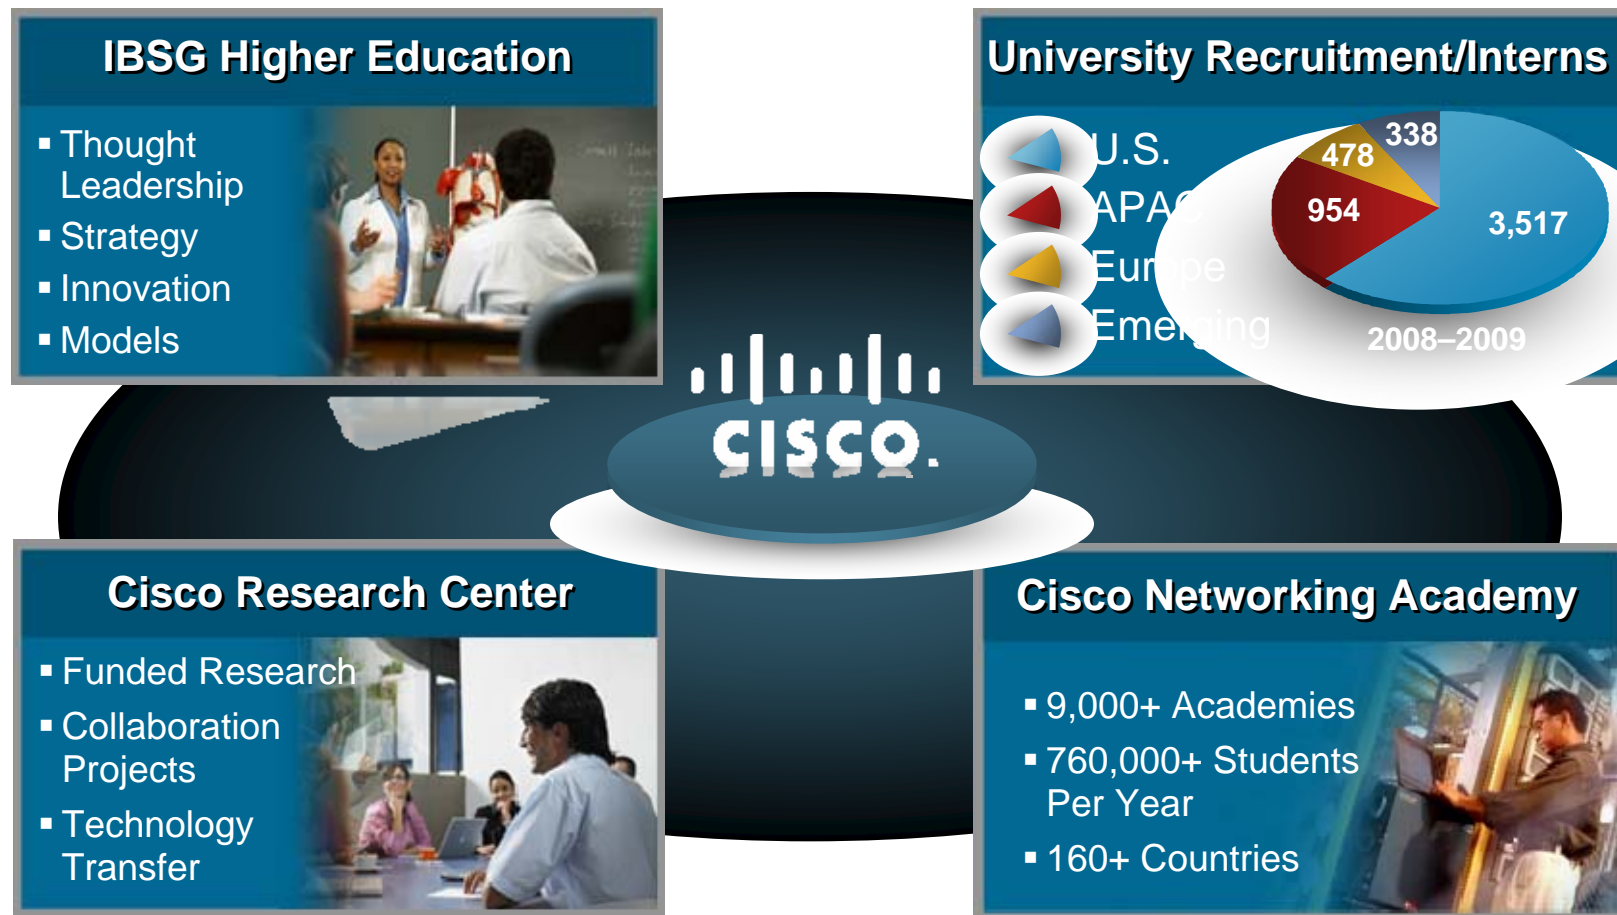 IBSG Higher Education
▪ Thought
Leadership
▪ Strategy
▪ Innovation
▪ Models
University Recruitment/Interns
U.S.
APAC
Europe
Emerging
338
478
954
3,517
2008–2009
CISCO.
Cisco Research Center
▪ Funded Research
▪ Collaboration
Projects
▪ Technology
Transfer
Cisco Networking Academy
▪ 9,000+ Academies
▪ 760,000+ Students
Per Year
▪ 160+ Countries